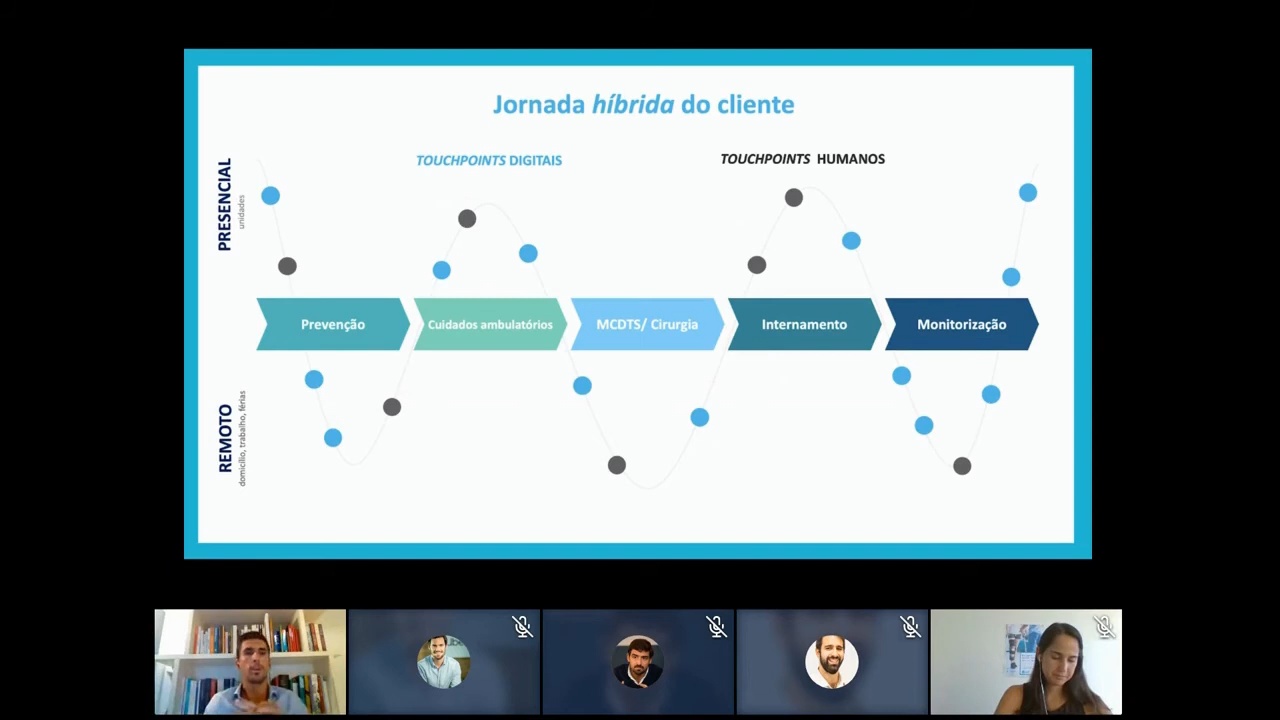 Jornada híbrida do cliente
TOUCHPOINTS DIGITAIS
TOUCHPOINTS HUMANOS
PRESENCIAL
unidades
Prevenção
Cuidados ambulatórios
MCDTS/ Cirurgia
Internamento
Monitorização
REMOTO
domicílio, trabalho, férias